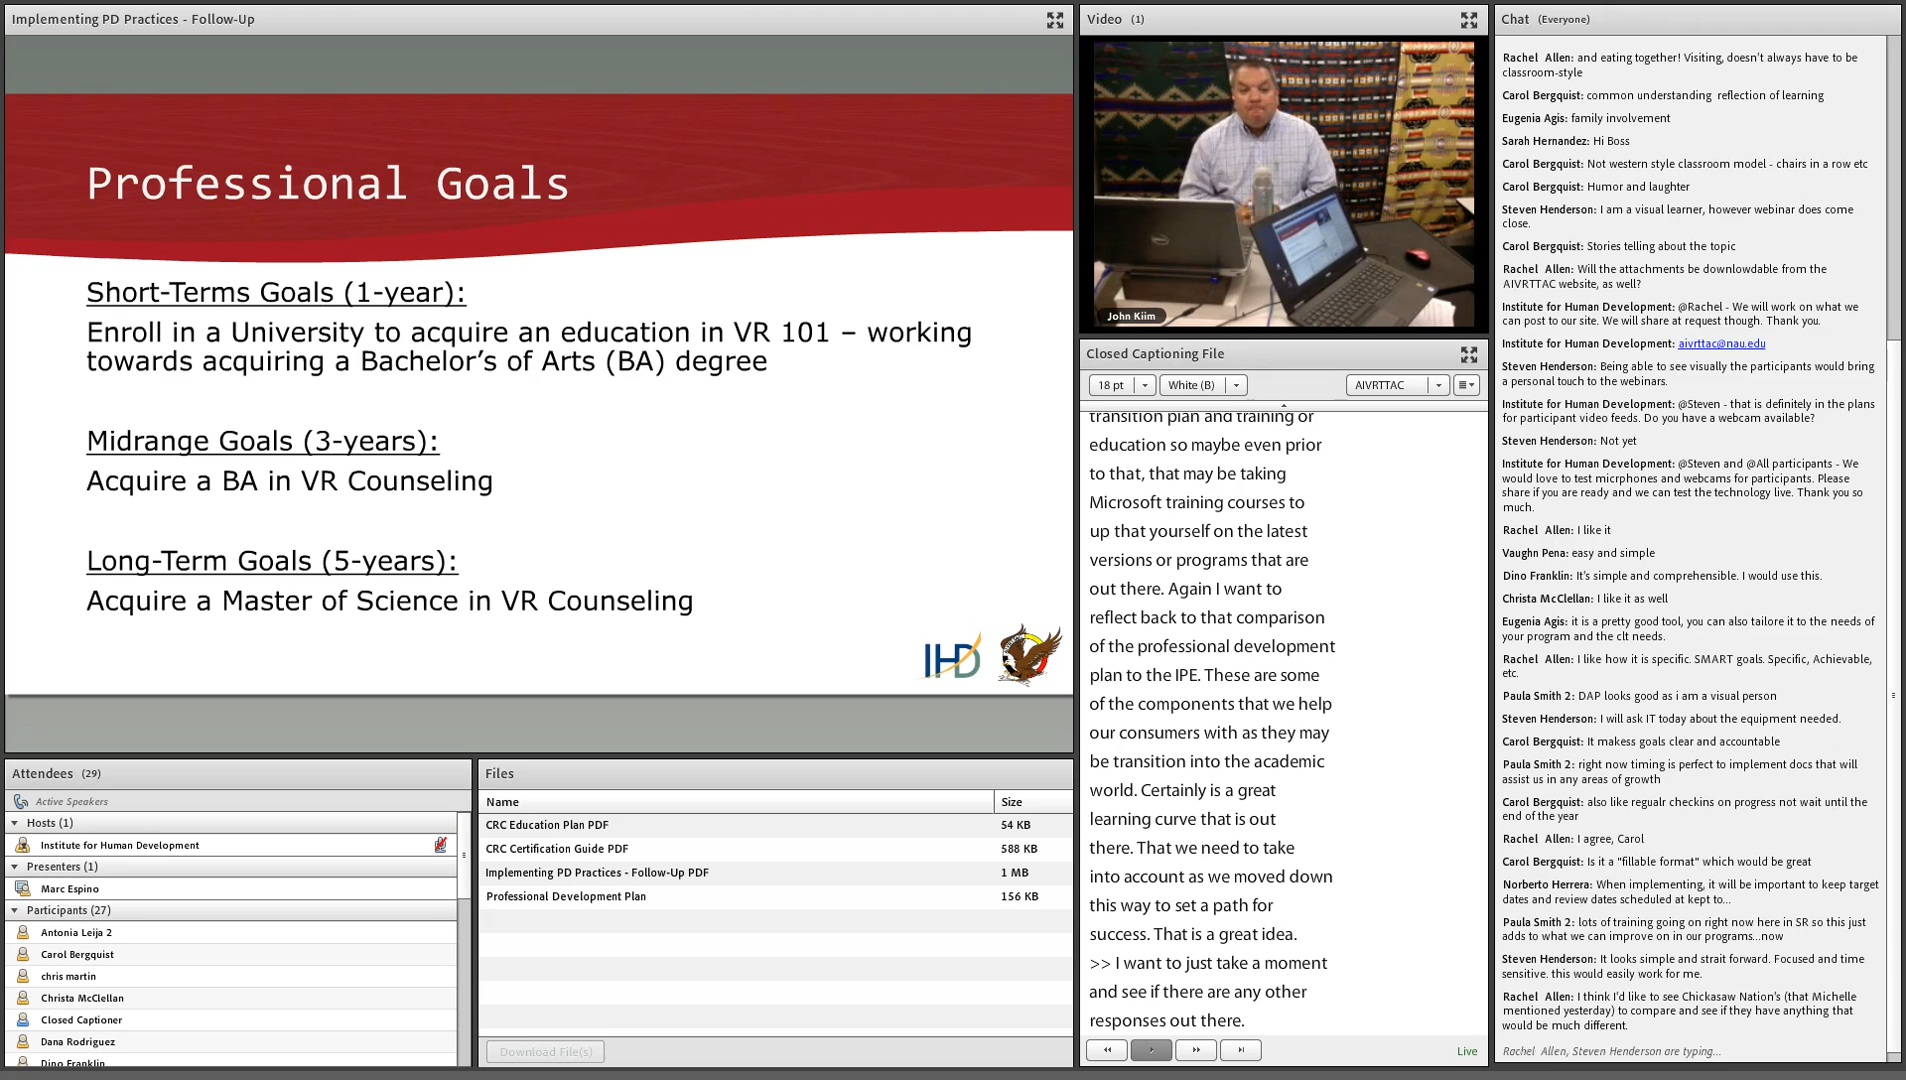 Implementing PD Practices - Follow-Up
Professional Goals
Short-Terms Goals (1-year):
Enroll in a University to acquire an education in VR 101 – working
towards acquiring a Bachelor's of Arts (BA) degree
Midrange Goals (3-years):
Acquire a BA in VR Counseling
Long-Term Goals (5-years):
Acquire a Master of Science in VR Counseling
IHD
Attendees (29)
Active Speakers
Hosts (1)
Institute for Human Development
Presenters (1)
Marc Espino
Participants (27)
Antonia Leija 2
Carol Bergquist
chris martin
Christa McClellan
Closed Captioner
Dana Rodriguez
Dino Franklin
Files
Name Size
CRC Education Plan PDF 54 KB
CRC Certification Guide PDF 588 KB
Implementing PD Practices - Follow-Up PDF 1 MB
Professional Development Plan 156 KB
Download File(s)
Video (1)
John Kiim
Closed Captioning File
18 pt White (B) AIVRTTAC
transition plan and training or
education so maybe even prior
to that, that may be taking
Microsoft training courses to
up that yourself on the latest
versions or programs that are
out there. Again I want to
reflect back to that comparison
of the professional development
plan to the IPE. These are some
of the components that we help
our consumers with as they may
be transition into the academic
world. Certainly is a great
learning curve that is out
there. That we need to take
into account as we moved down
this way to set a path for
success. That is a great idea.
>> I want to just take a moment
and see if there are any other
responses out there.
Live
Chat (Everyone)
Rachel Allen: and eating together! Visiting, doesn't always have to be
classroom-style
Carol Bergquist: common understanding reflection of learning
Eugenia Agis: family involvement
Sarah Hernandez: Hi Boss
Carol Bergquist: Not western style classroom model - chairs in a row etc
Carol Bergquist: Humor and laughter
Steven Henderson: I am a visual learner, however webinar does come
close.
Carol Bergquist: Stories telling about the topic
Rachel Allen: Will the attachments be downlowdable from the
AIVRTTAC website, as well?
Institute for Human Development: @Rachel - We will work on what we
can post to our site. We will share at request though. Thank you.
Institute for Human Development: aivrttac@nau.edu
Steven Henderson: Being able to see visually the participants would bring
a personal touch to the webinars.
Institute for Human Development: @Steven - that is definitely in the plans
for participant video feeds. Do you have a webcam available?
Steven Henderson: Not yet
Institute for Human Development: @Steven and @All participants - We
would love to test micrphones and webcams for participants. Please
share if you are ready and we can test the technology live. Thank you so
much.
Rachel Allen: I like it
Vaughn Pena: easy and simple
Dino Franklin: It's simple and comprehensible. I would use this.
Christa McClellan: I like it as well
Eugenia Agis: it is a pretty good tool, you can also tailore it to the needs of
your program and the clt needs.
Rachel Allen: I like how it is specific. SMART goals. Specific, Achievable,
etc.
Paula Smith 2: DAP looks good as i am a visual person
Steven Henderson: I will ask IT today about the equipment needed.
Carol Bergquist: It makess goals clear and accountable
Paula Smith 2: right now timing is perfect to implement docs that will
assist us in any areas of growth
Carol Bergquist: also like regualr checkins on progress not wait until the
end of the year
Rachel Allen: I agree, Carol
Carol Bergquist: Is it a "fillable format" which would be great
Norberto Herrera: When implementing, it will be important to keep target
dates and review dates scheduled at kept to...
Paula Smith 2: lots of training going on right now here in SR so this just
adds to what we can improve on in our programs...now
Steven Henderson: It looks simple and strait forward. Focused and time
sensitive. this would easily work for me.
Rachel Allen: I think I'd like to see Chickasaw Nation's (that Michelle
mentioned yesterday) to compare and see if they have anything that
would be much different.
Rachel Allen, Steven Henderson are typing...